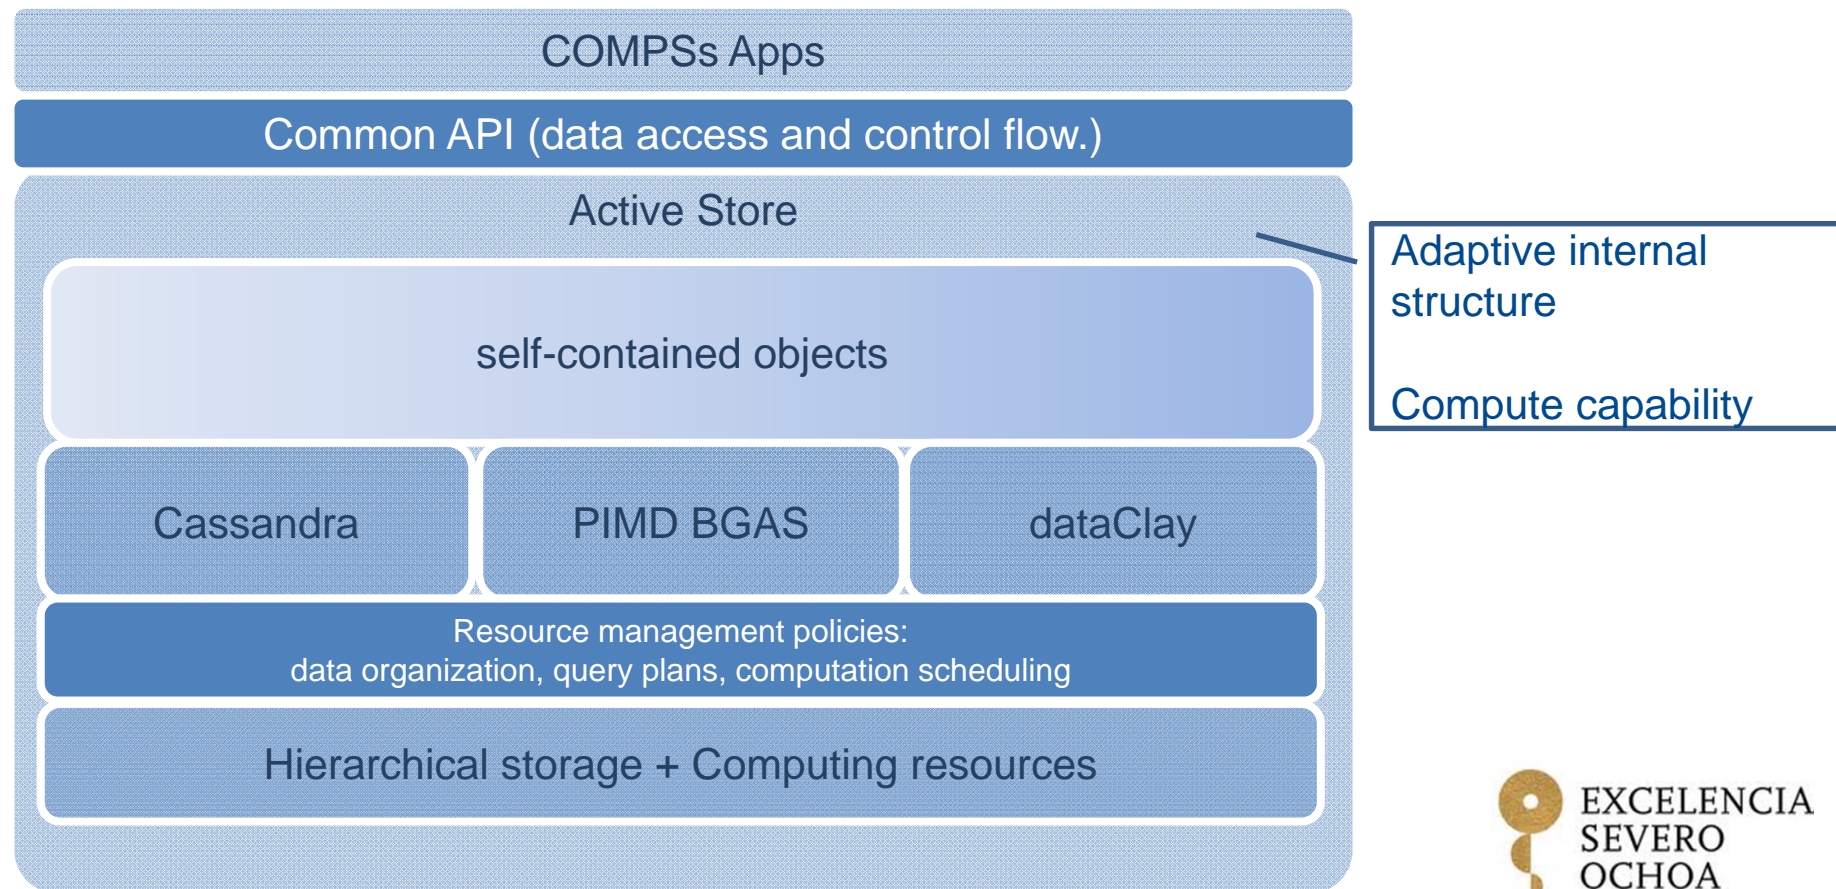 COMPSs Apps
Common API (data access and control flow.)
Active Store
Adaptive internal
structure
Compute capability
self-contained objects
Cassandra
PIMD BGAS
dataClay
Resource management policies:
data organization, query plans, computation scheduling
Hierarchical storage + Computing resources
EXCELENCIA
SEVERO
OCHOA